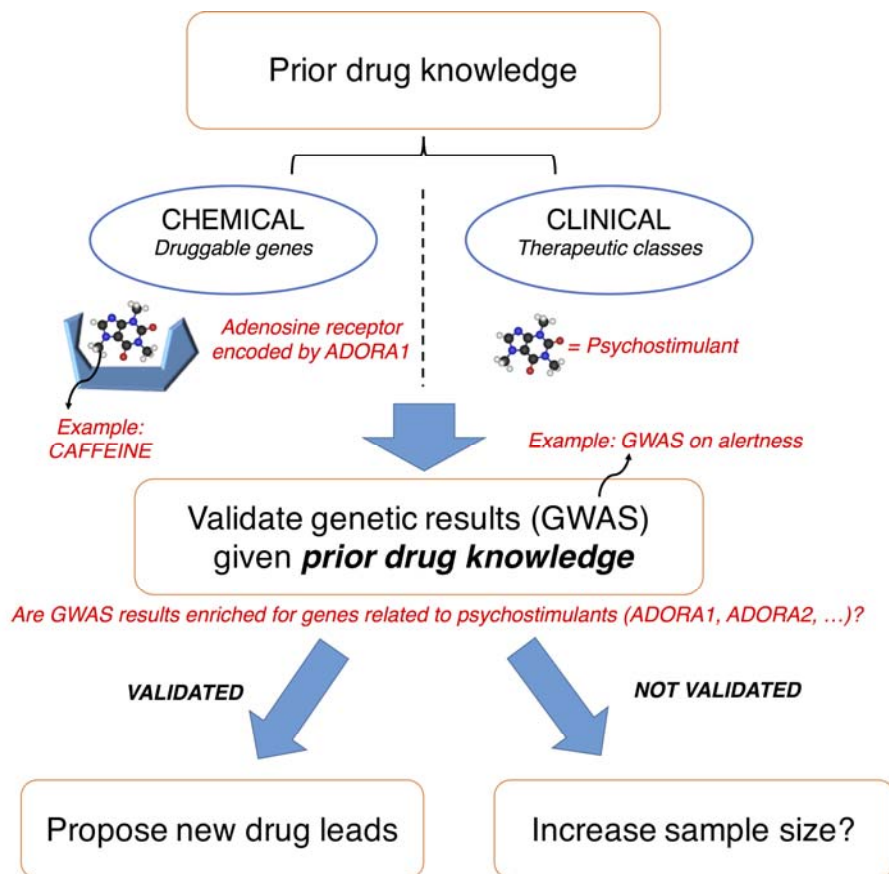 Prior drug knowledge
CHEMICAL
Druggable genes
CLINICAL
Therapeutic classes
Adenosine receptor
encoded by ADORA1
= Psychostimulant
Example:
CAFFEINE
Example: GWAS on alertness
Validate genetic results (GWAS)
given prior drug knowledge
Are GWAS results enriched for genes related to psychostimulants (ADORA1, ADORA2, ...)?
VALIDATED
NOT VALIDATED
Propose new drug leads
Increase sample size?